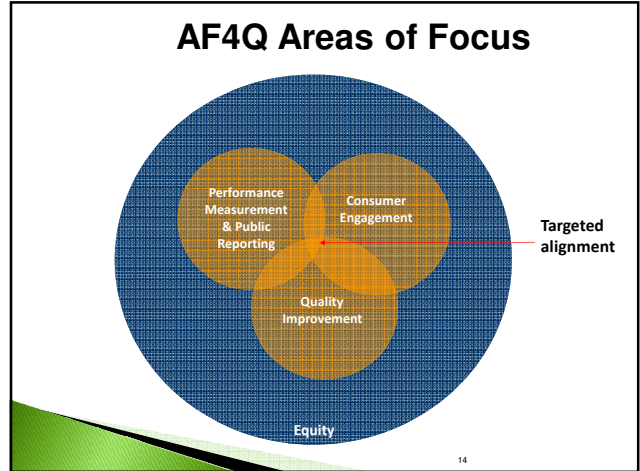 AF4Q Areas of Focus
Performance
Measurement
& Public
Reporting
Consumer
Engagement
Targeted
alignment
Quality
Improvement
Equity
14